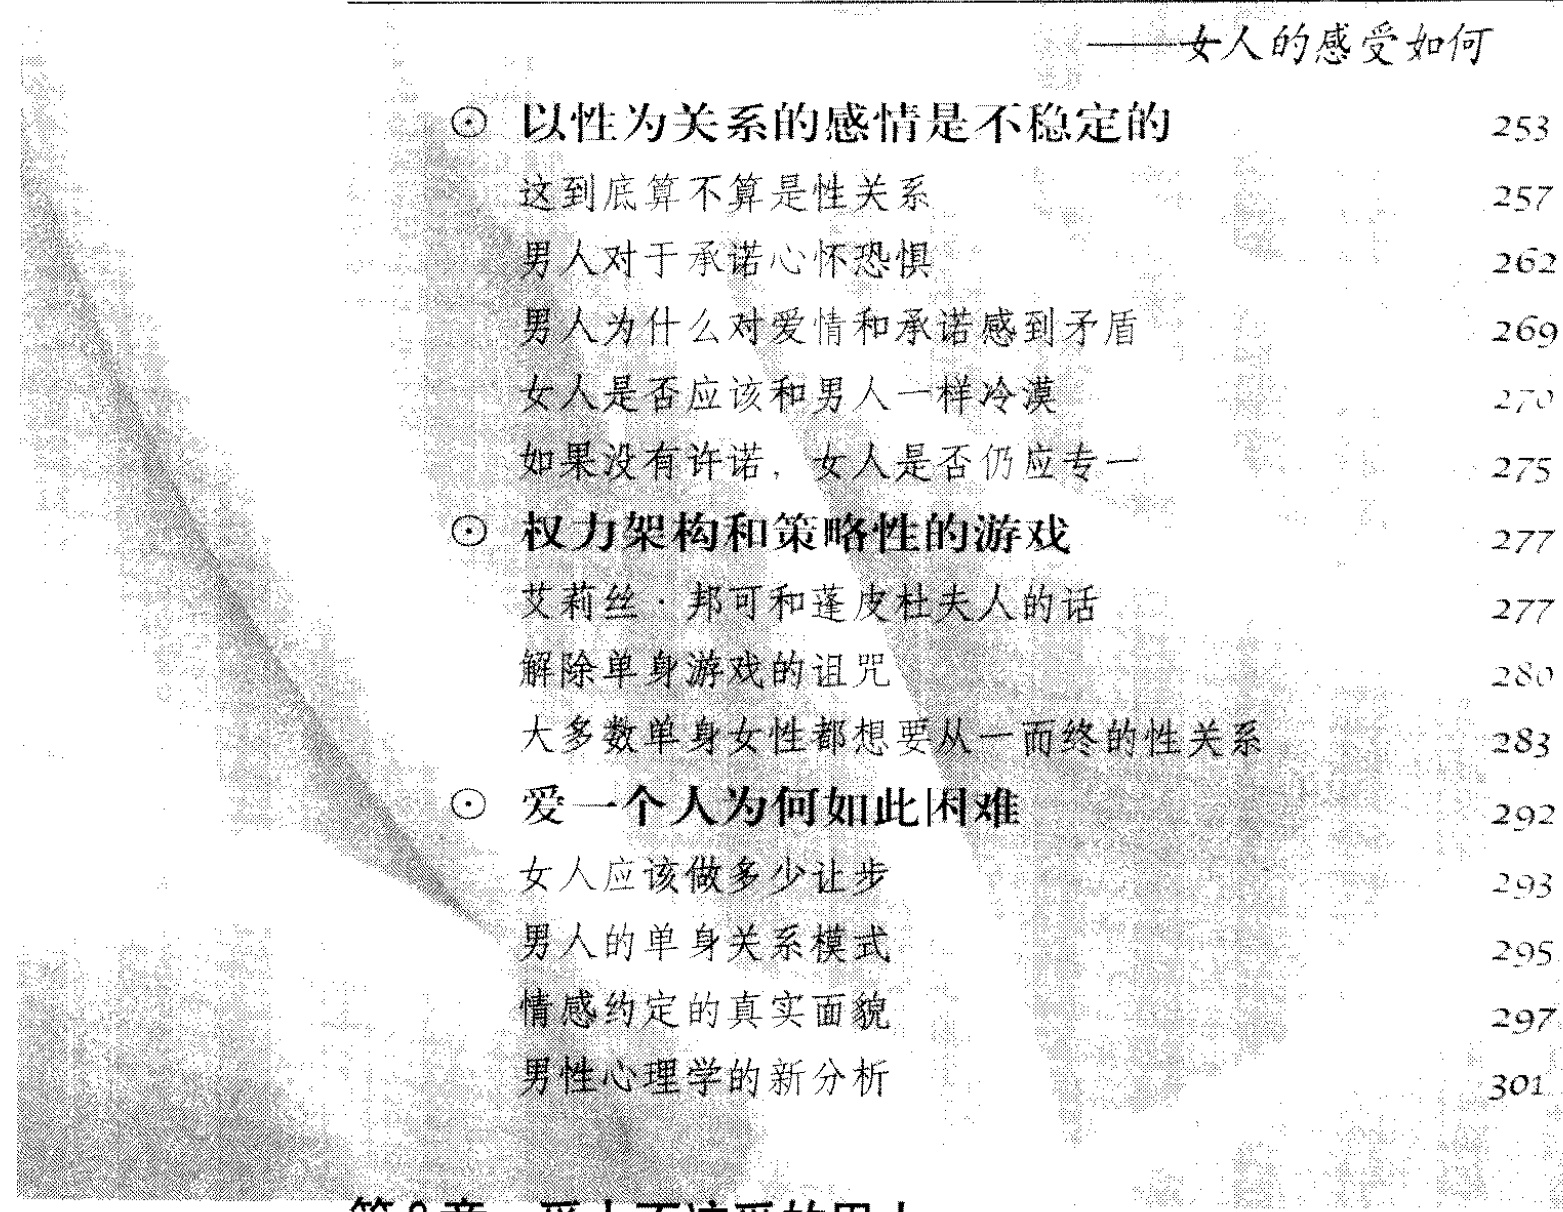 ——女人的感受如何
⊙ 以性为关系的感情是不稳定的 253
这到底算不算是性关系 257
男人对于承诺心怀恐惧 262
男人为什么对爱情和承诺感到矛盾 269
女人是否应该和男人一样冷漠 270
如果没有许诺，女人是否仍应专一 275
⊙ 权力架构和策略性的游戏 277
艾莉丝·邦可和蓬皮杜夫人的话 277
解除单身游戏的诅咒 280
大多数单身女性都想要从一而终的性关系 283
⊙ 爱一个人为何如此困难 292
女人应该做多少让步 293
男人的单身关系模式 295
情感约定的真实面貌 297
男性心理学的新分析 301